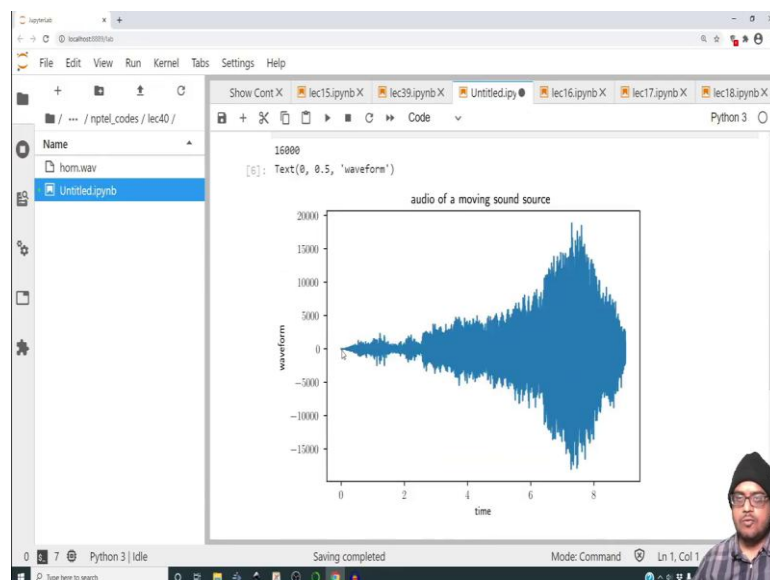 JupyterLab
localhost:8889/lab
File Edit View Run Kernel Tabs Settings Help
Show Cont lec15.ipynb lec39.ipynb Untitled.ipy lec16.ipynb lec17.ipynb lec18.ipynb
/ ··· / nptel_codes / lec40 /
Code
Python 3
Name
horn.wav
Untitled.ipynb
16000
[6]: Text(0, 0.5, 'waveform')
audio of a moving sound source
20000
15000
10000
5000
0
−5000
−10000
−15000
waveform
0 2 4 6 8
time
0 7 Python 3 | Idle Saving completed Mode: Command Ln 1, Col 1
Type here to search